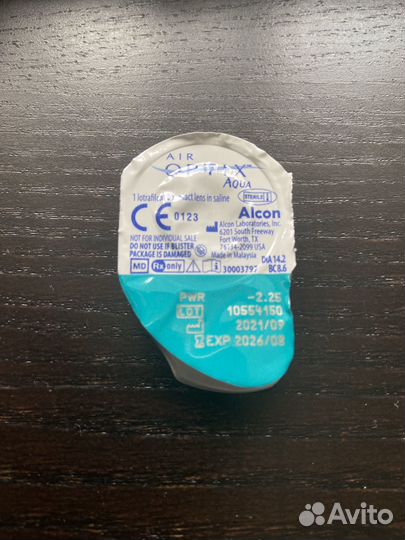 AIR
OPTIX™
AQUA
1 lotrafilcon contact lens in saline
STERILE
CE 0123
Alcon
Alcon Laboratories, Inc.
6201 South Freeway
Fort Worth, TX
76134-2099 USA
Made in Malaysia
NOT FOR INDIVIDUAL SALE
DO NOT USE IF BLISTER
PACKAGE IS DAMAGED
MD Rx only
DIA 14.2
BC 8.6
PWR -2.25
LOT 10554150
2021/09
EXP 2026/08
Avito